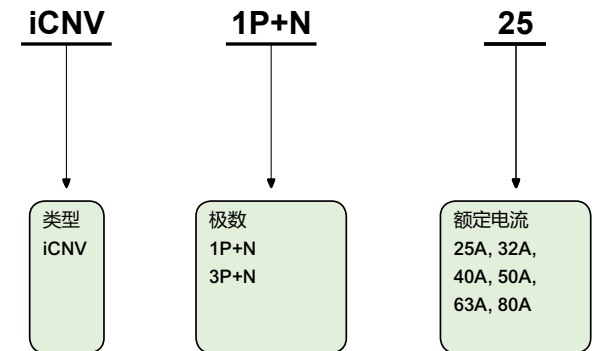 iCNV 1P+N 25
类型
iCNV
极数
1P+N
3P+N
额定电流
25A, 32A,
40A, 50A,
63A, 80A